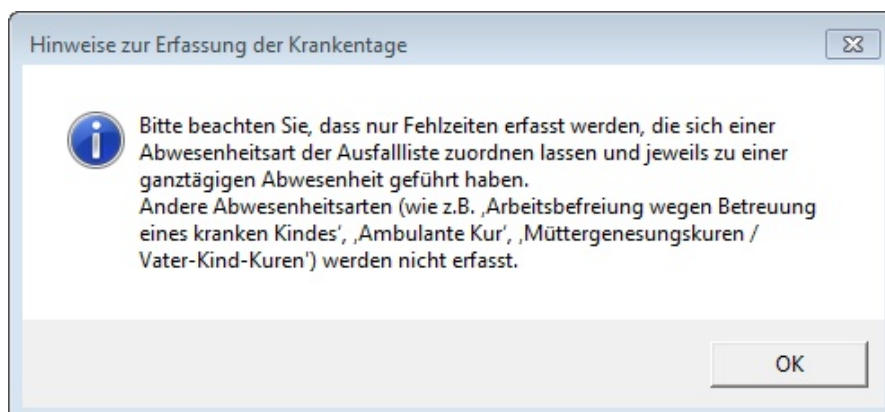 Hinweise zur Erfassung der Krankentage
Bitte beachten Sie, dass nur Fehlzeiten erfasst werden, die sich einer
Abwesenheitsart der Ausfallliste zuordnen lassen und jeweils zu einer
ganztägigen Abwesenheit geführt haben.
Andere Abwesenheitsarten (wie z.B. ‚Arbeitsbefreiung wegen Betreuung
eines kranken Kindes‘, ‚Ambulante Kur‘, ‚Müttergenesungskuren /
Vater-Kind-Kuren') werden nicht erfasst.
OK